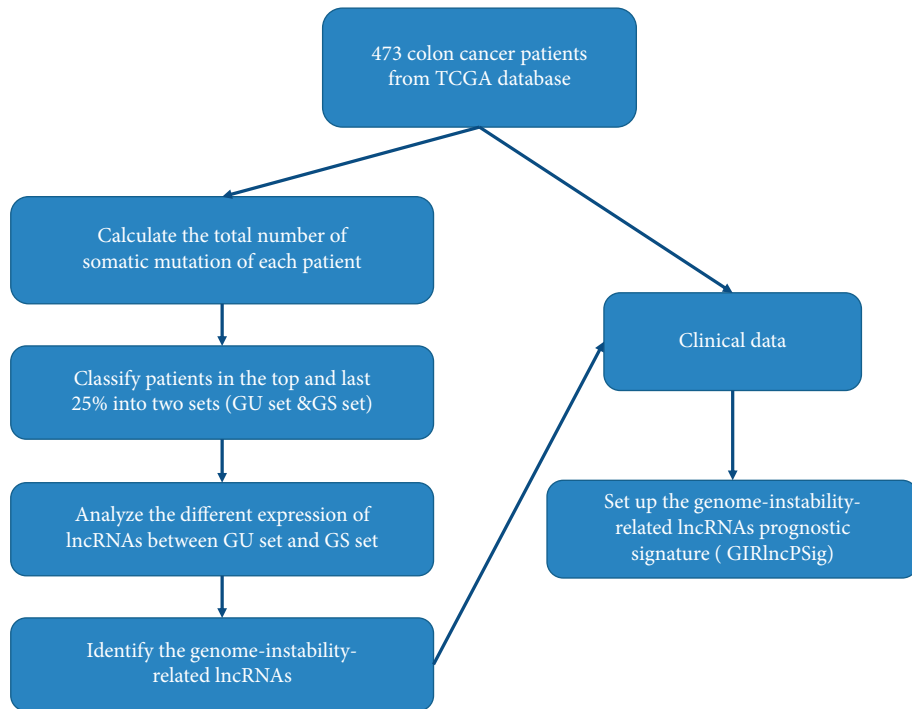 473 colon cancer patients
from TCGA database
Calculate the total number of
somatic mutation of each patient
Classify patients in the top and last
25% into two sets (GU set &GS set)
Analyze the different expression of
lncRNAs between GU set and GS set
Identify the genome-instability-
related lncRNAs
Clinical data
Set up the genome-instability-
related lncRNAs prognostic
signature ( GIRlncPSig)